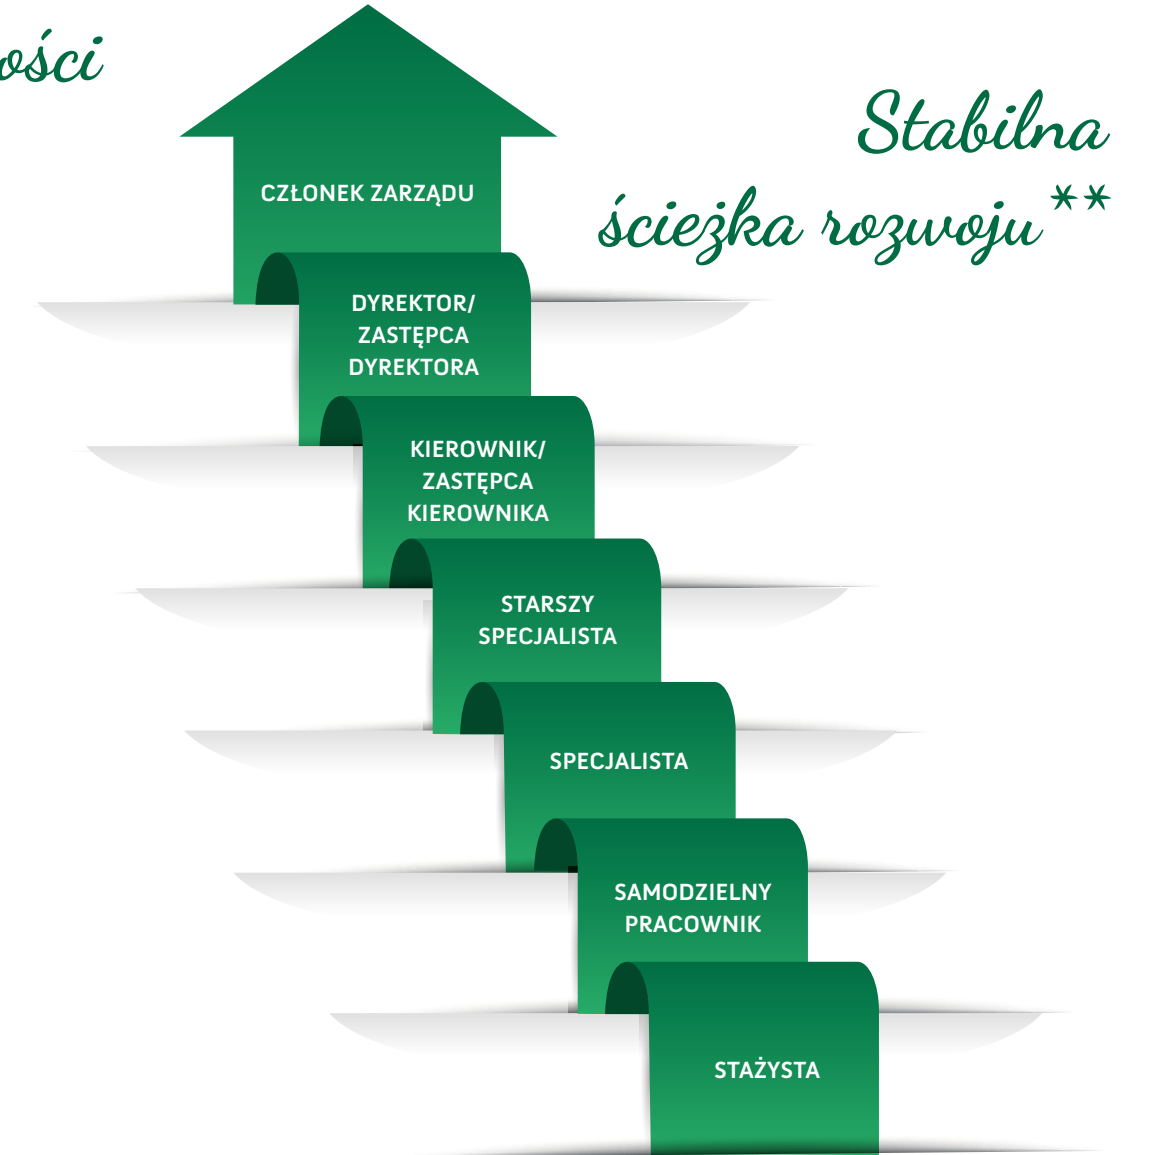 ości
Stabilna
ścieżka rozwoju**
CZŁONEK ZARZĄDU
DYREKTOR/
ZASTĘPCA
DYREKTORA
KIEROWNIK/
ZASTĘPCA
KIEROWNIKA
STARSZY
SPECJALISTA
SPECJALISTA
SAMODZIELNY
PRACOWNIK
STAŻYSTA